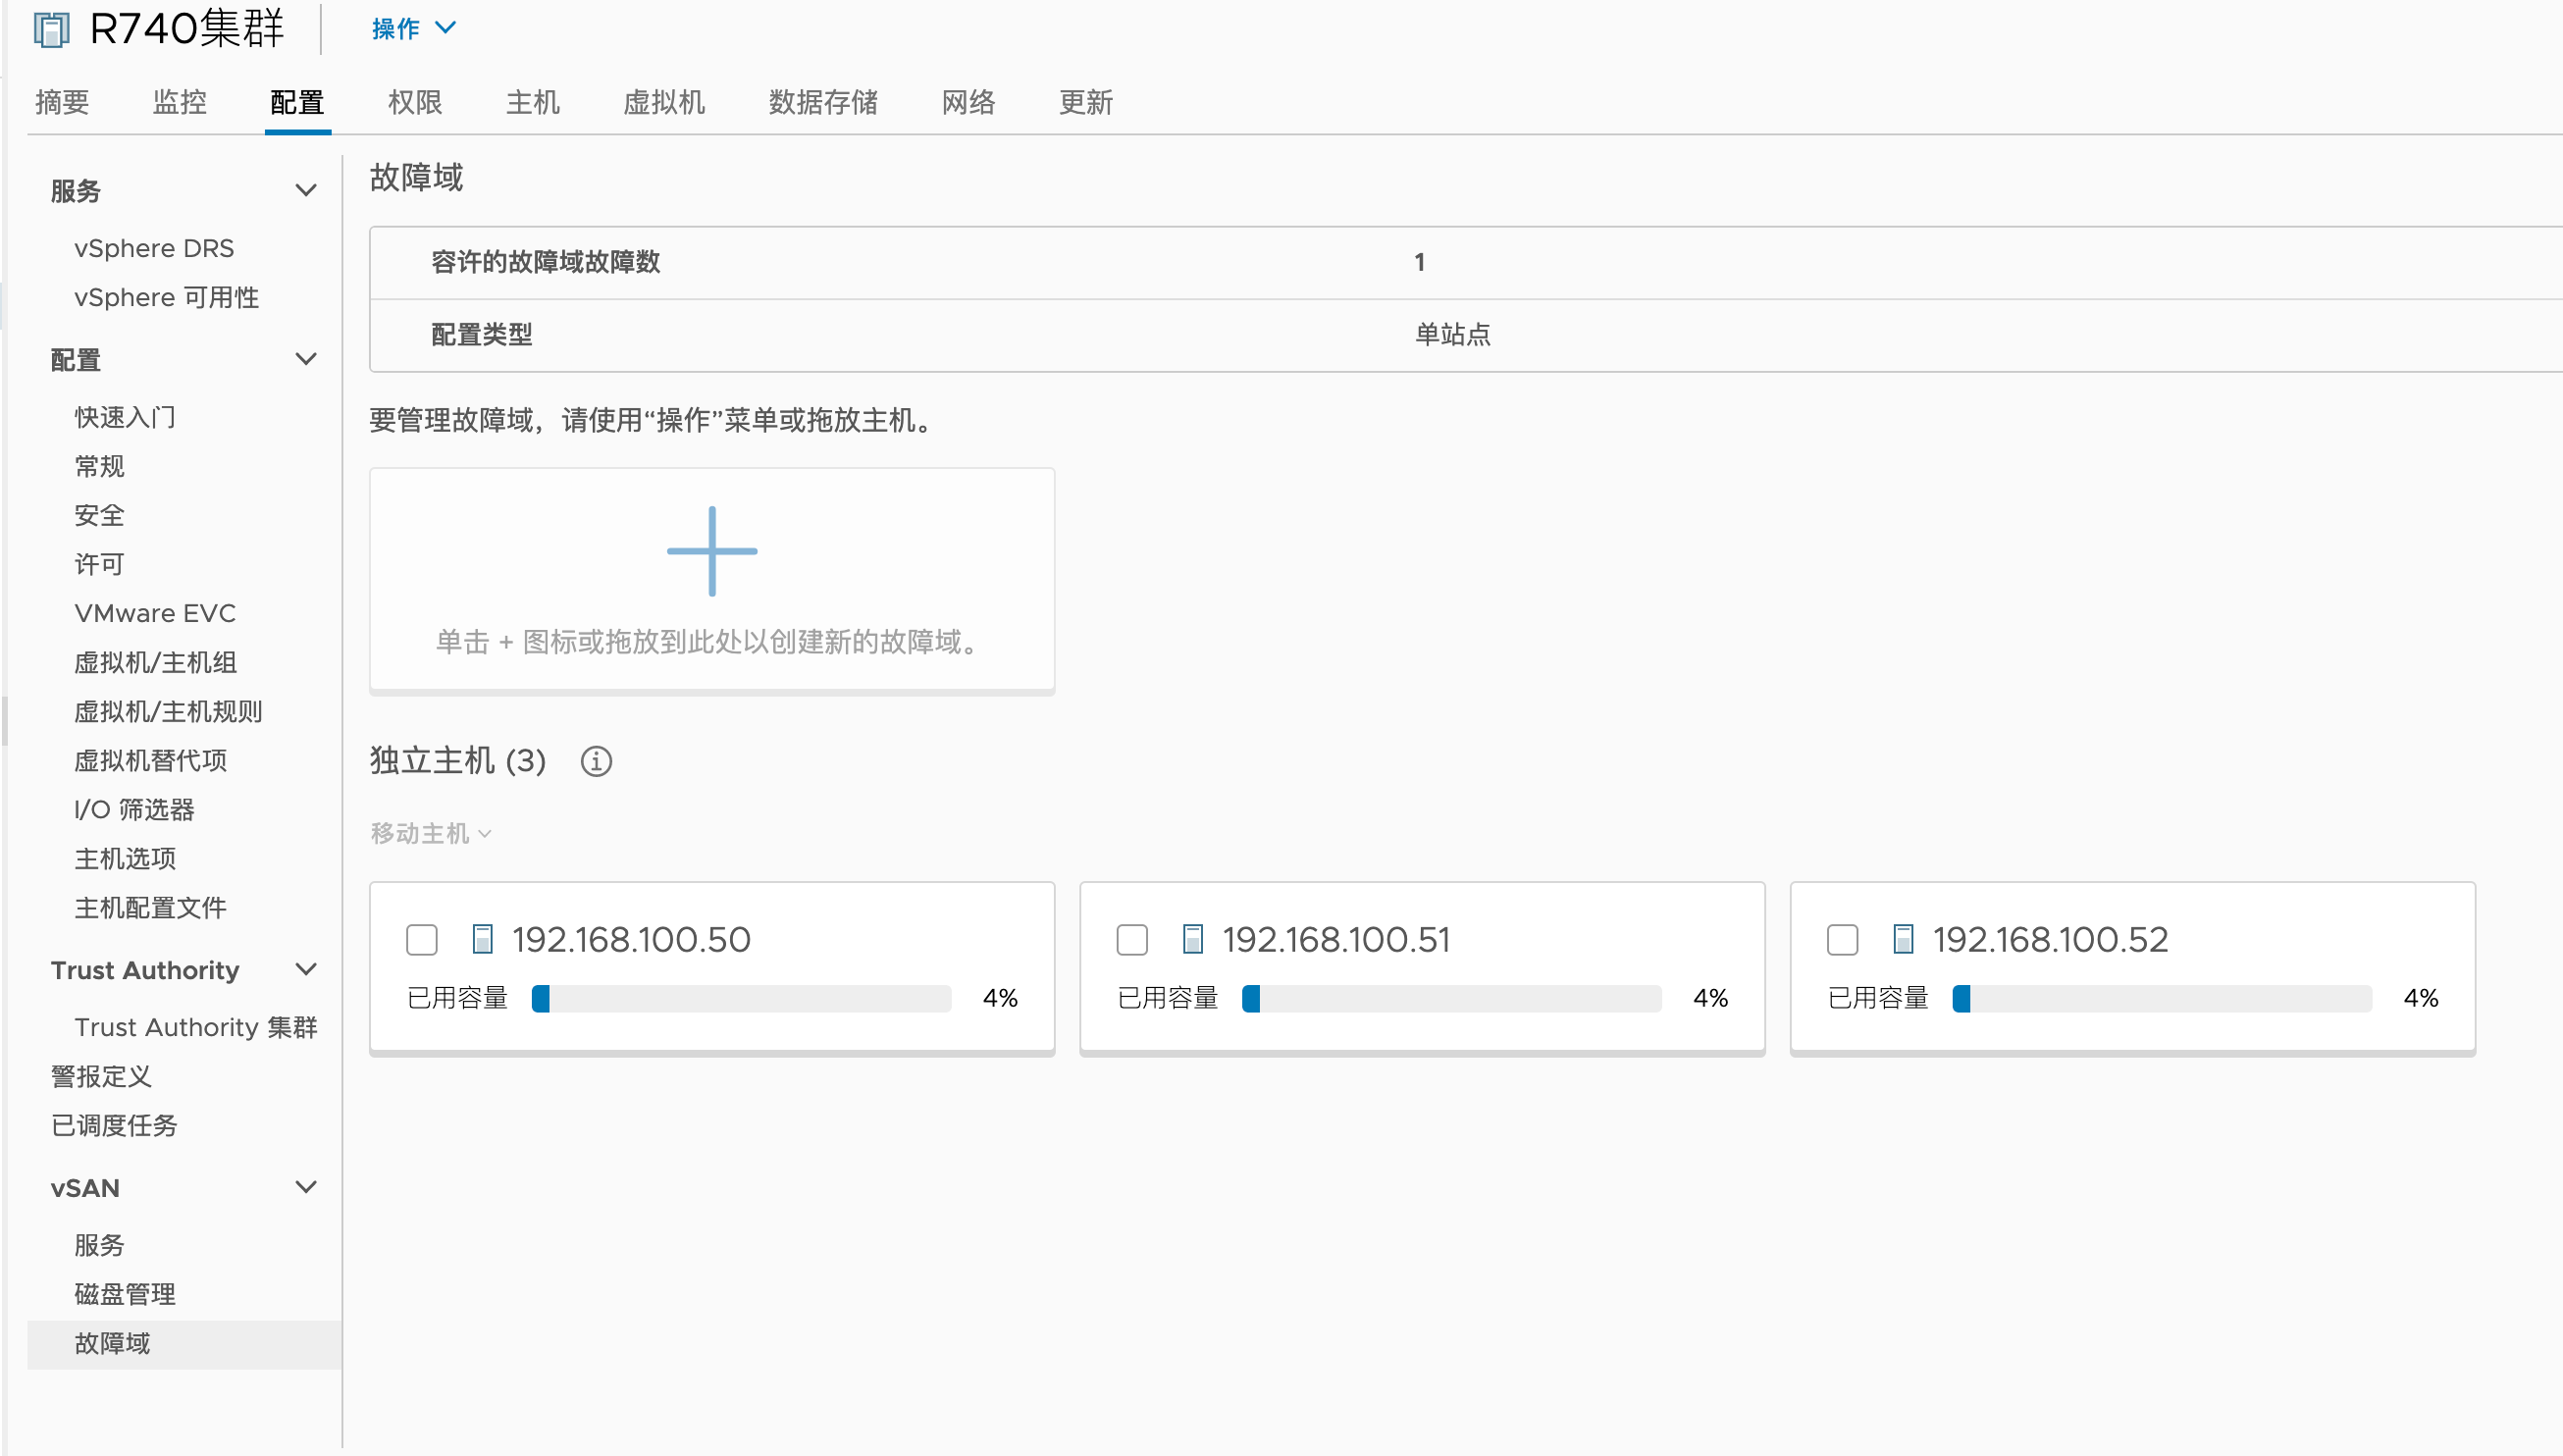 R740集群
操作
摘要 监控 配置 权限 主机 虚拟机 数据存储 网络 更新
服务
vSphere DRS
vSphere 可用性
配置
快速入门
常规
安全
许可
VMware EVC
虚拟机/主机组
虚拟机/主机规则
虚拟机替代项
I/O 筛选器
主机选项
主机配置文件
Trust Authority
Trust Authority 集群
警报定义
已调度任务
vSAN
服务
磁盘管理
故障域
故障域
容许的故障域故障数 1
配置类型 单站点
要管理故障域，请使用“操作”菜单或拖放主机。
单击 + 图标或拖放到此处以创建新的故障域。
独立主机 (3)
移动主机
192.168.100.50
已用容量 4%
192.168.100.51
已用容量 4%
192.168.100.52
已用容量 4%